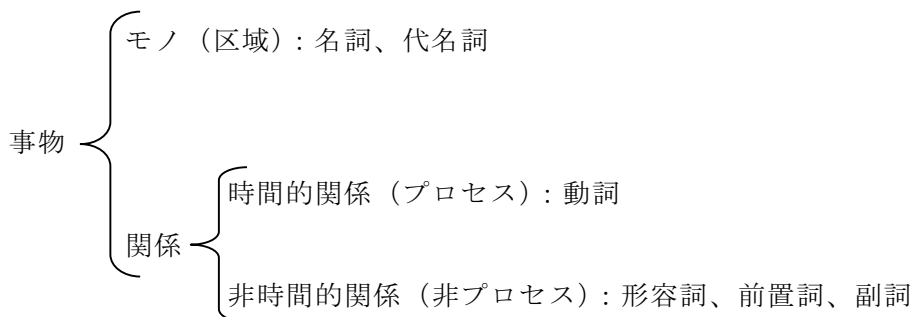 モノ（区域）: 名詞、代名詞
事物
時間的関係（プロセス）: 動詞
関係
非時間的関係（非プロセス）: 形容詞、前置詞、副詞